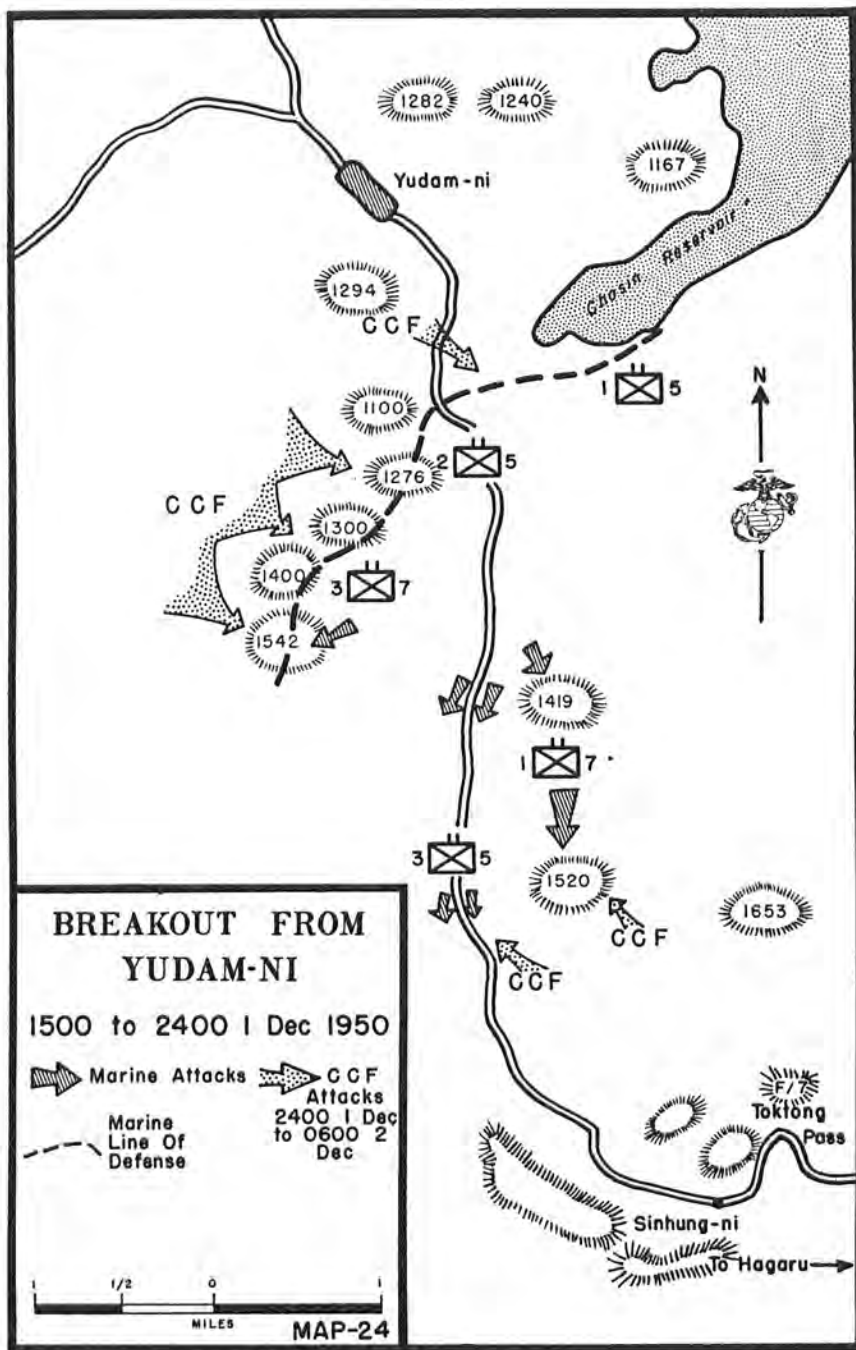 1282
1240
1167
Yudam-ni
Chosin Reservoir
1294
CCF
1 5
N
1100
2 5
1276
CCF
1300
1400
3 7
1542
1419
1 7
3 5
1520
1653
CCF
CCF
F/7
Toktong
Pass
Sinhung-ni
To Hagaru
BREAKOUT FROM
YUDAM-NI
1500 to 2400 1 Dec 1950
Marine Attacks
CCF
Attacks
2400 1 Dec
to 0600 2
Dec
Marine
Line Of
Defense
1 1/2 0 1
MILES
MAP-24